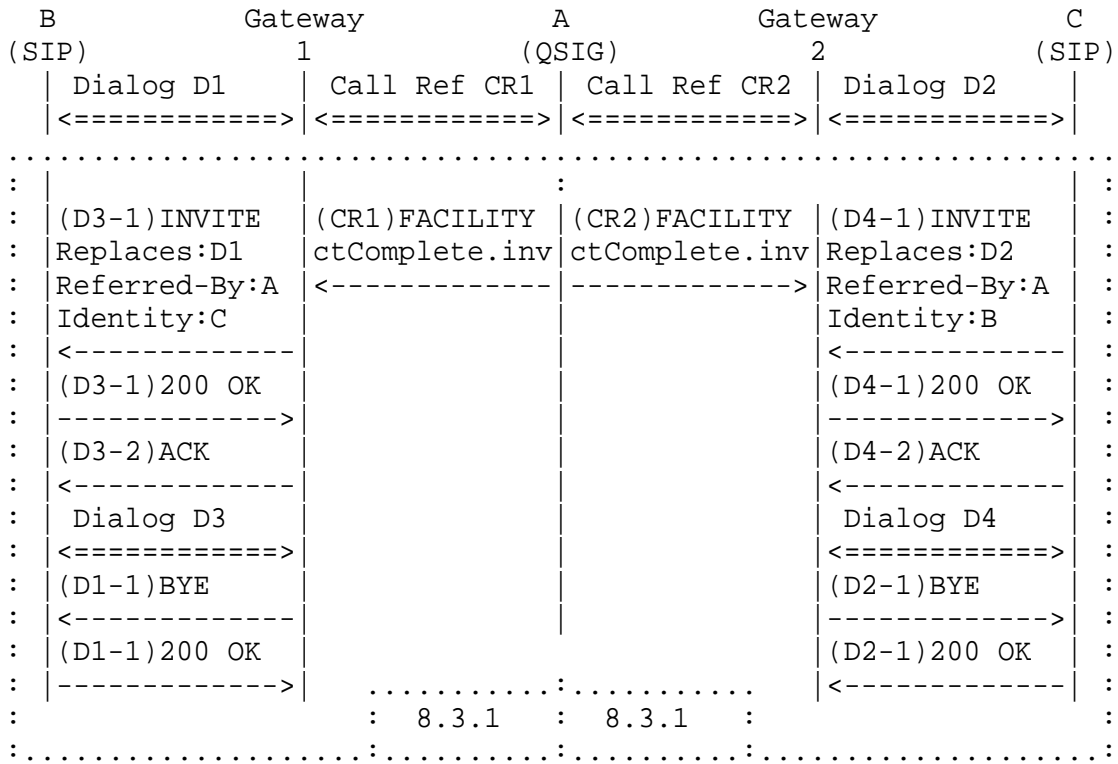 B Gateway A Gateway C
(SIP) 1 (QSIG) 2 (SIP)
| Dialog D1 | Call Ref CR1 | Call Ref CR2 | Dialog D2 |
|<============>|<============>|<============>|<============>|
..................................................................
: | | : | :
: |(D3-1)INVITE |(CR1)FACILITY |(CR2)FACILITY |(D4-1)INVITE | :
: |Replaces:D1 |ctComplete.inv|ctComplete.inv|Replaces:D2 | :
: |Referred-By:A |<-------------|------------->|Referred-By:A | :
: |Identity:C | | |Identity:B | :
: |<-------------| | |<-------------| :
: |(D3-1)200 OK | | |(D4-1)200 OK | :
: |------------->| | |------------->| :
: |(D3-2)ACK | | |(D4-2)ACK | :
: |<-------------| | |<-------------| :
: | Dialog D3 | | | Dialog D4 | :
: |<============>| | |<============>| :
: |(D1-1)BYE | | |(D2-1)BYE | :
: |<-------------| | |------------->| :
: |(D1-1)200 OK | |(D2-1)200 OK | :
: |------------->| ...........:........... |<-------------| :
: : 8.3.1 : 8.3.1 : :
:.....................:..........:..........:.....................: